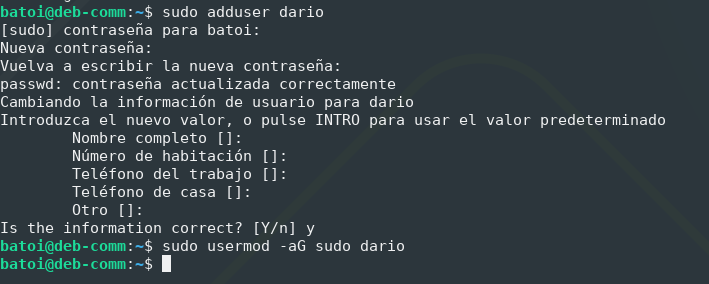 batoi@deb-comm:~$ sudo adduser dario
[sudo] contraseña para batoi:
Nueva contraseña:
Vuelva a escribir la nueva contraseña:
passwd: contraseña actualizada correctamente
Cambiando la información de usuario para dario
Introduzca el nuevo valor, o pulse INTRO para usar el valor predeterminado
        Nombre completo []:
        Número de habitación []:
        Teléfono del trabajo []:
        Teléfono de casa []:
        Otro []:
Is the information correct? [Y/n] y
batoi@deb-comm:~$ sudo usermod -aG sudo dario
batoi@deb-comm:~$